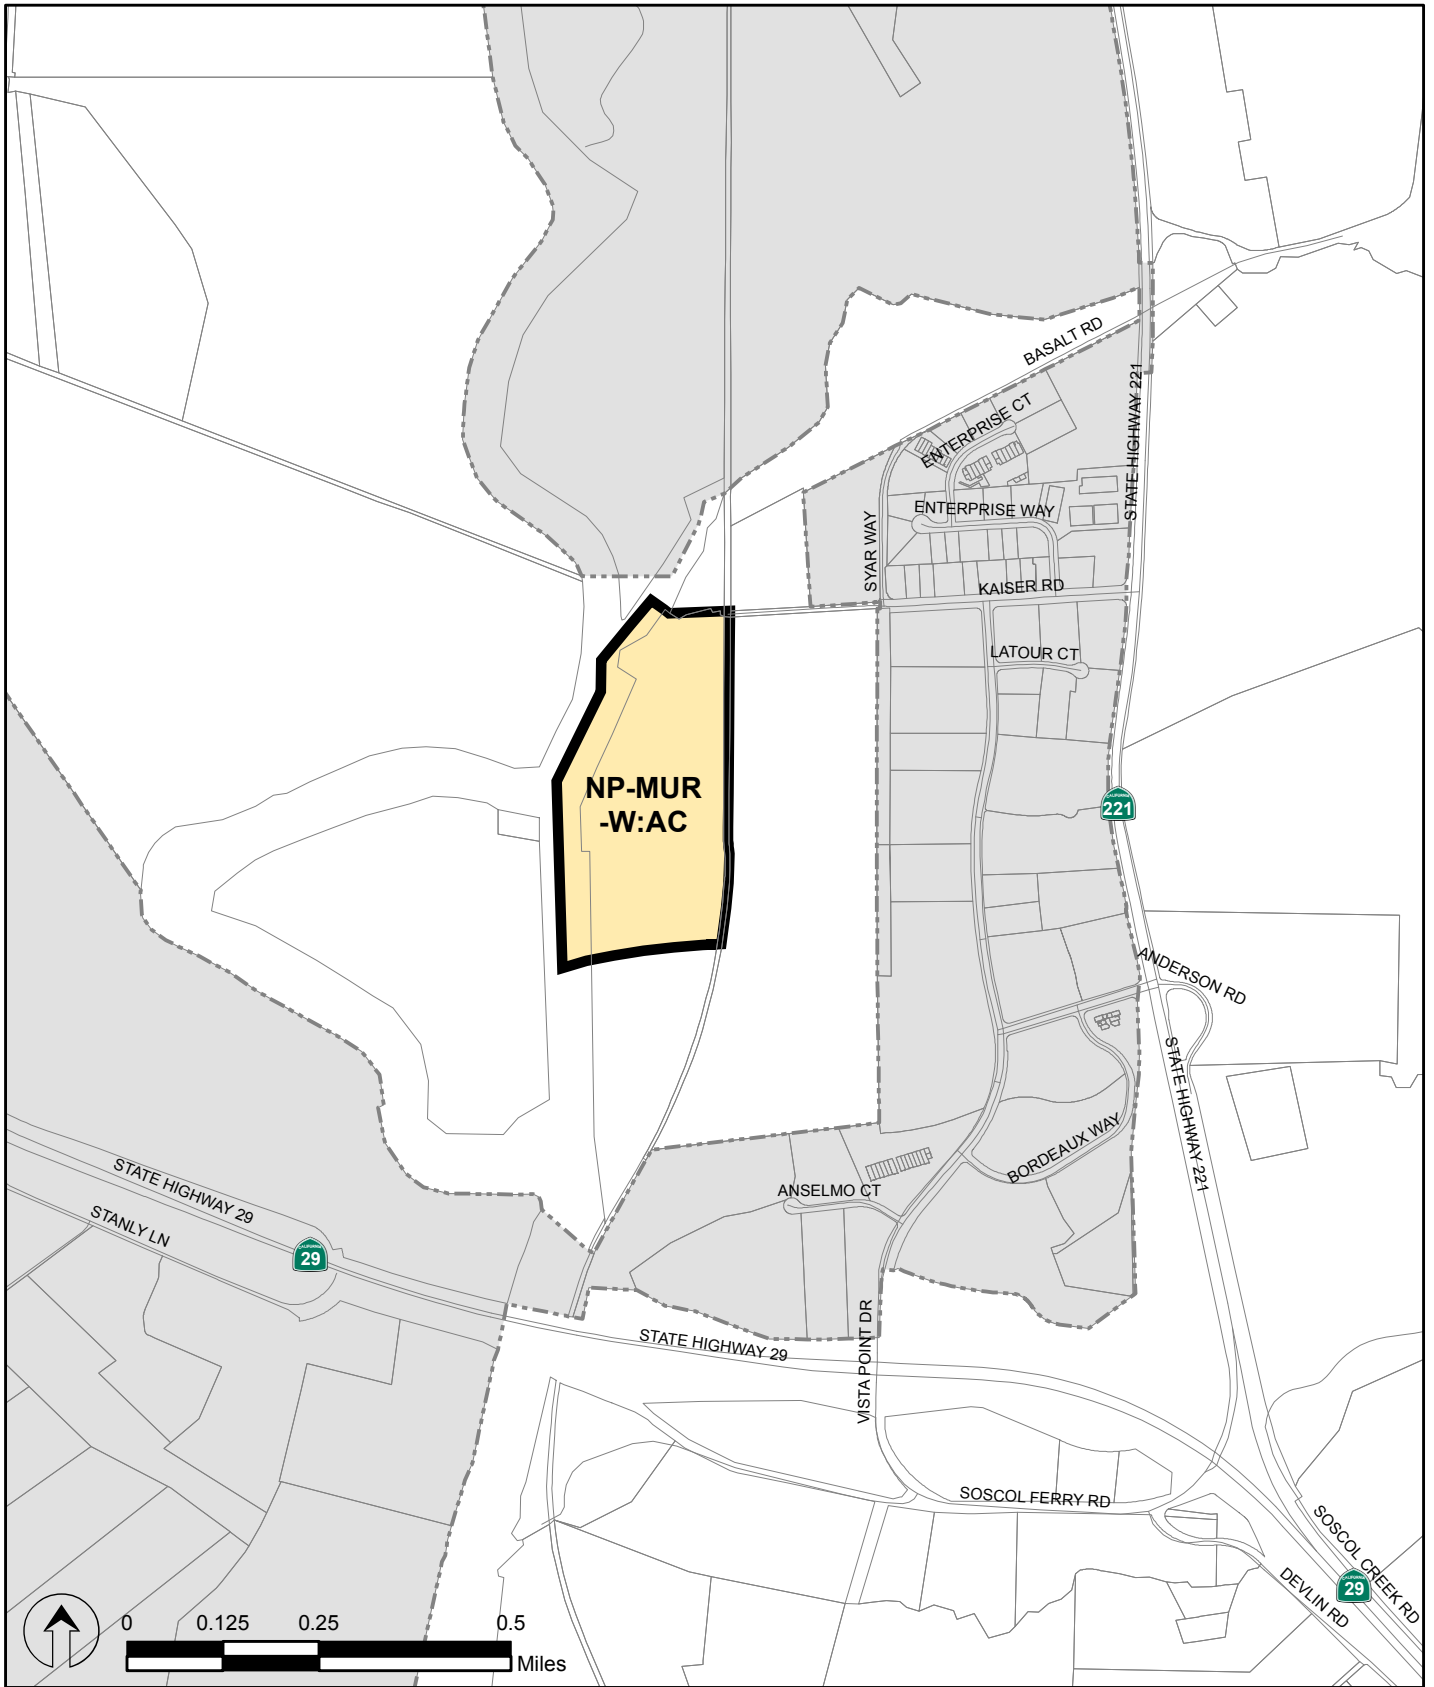 BASALT RD
ENTERPRISE CT
STATE HIGHWAY 221
ENTERPRISE WAY
SYAR WAY
KAISER RD
LATOUR CT
NP-MUR
-W:AC
CALIFORNIA
221
ANDERSON RD
STATE HIGHWAY 221
BORDEAUX WAY
ANSELMO CT
STATE HIGHWAY 29
STANLY LN
CALIFORNIA
29
VISTA POINT DR
STATE HIGHWAY 29
SOSCOL FERRY RD
SOSCOL CREEK RD
CALIFORNIA
29
DEVLIN RD
0 0.125 0.25 0.5
Miles